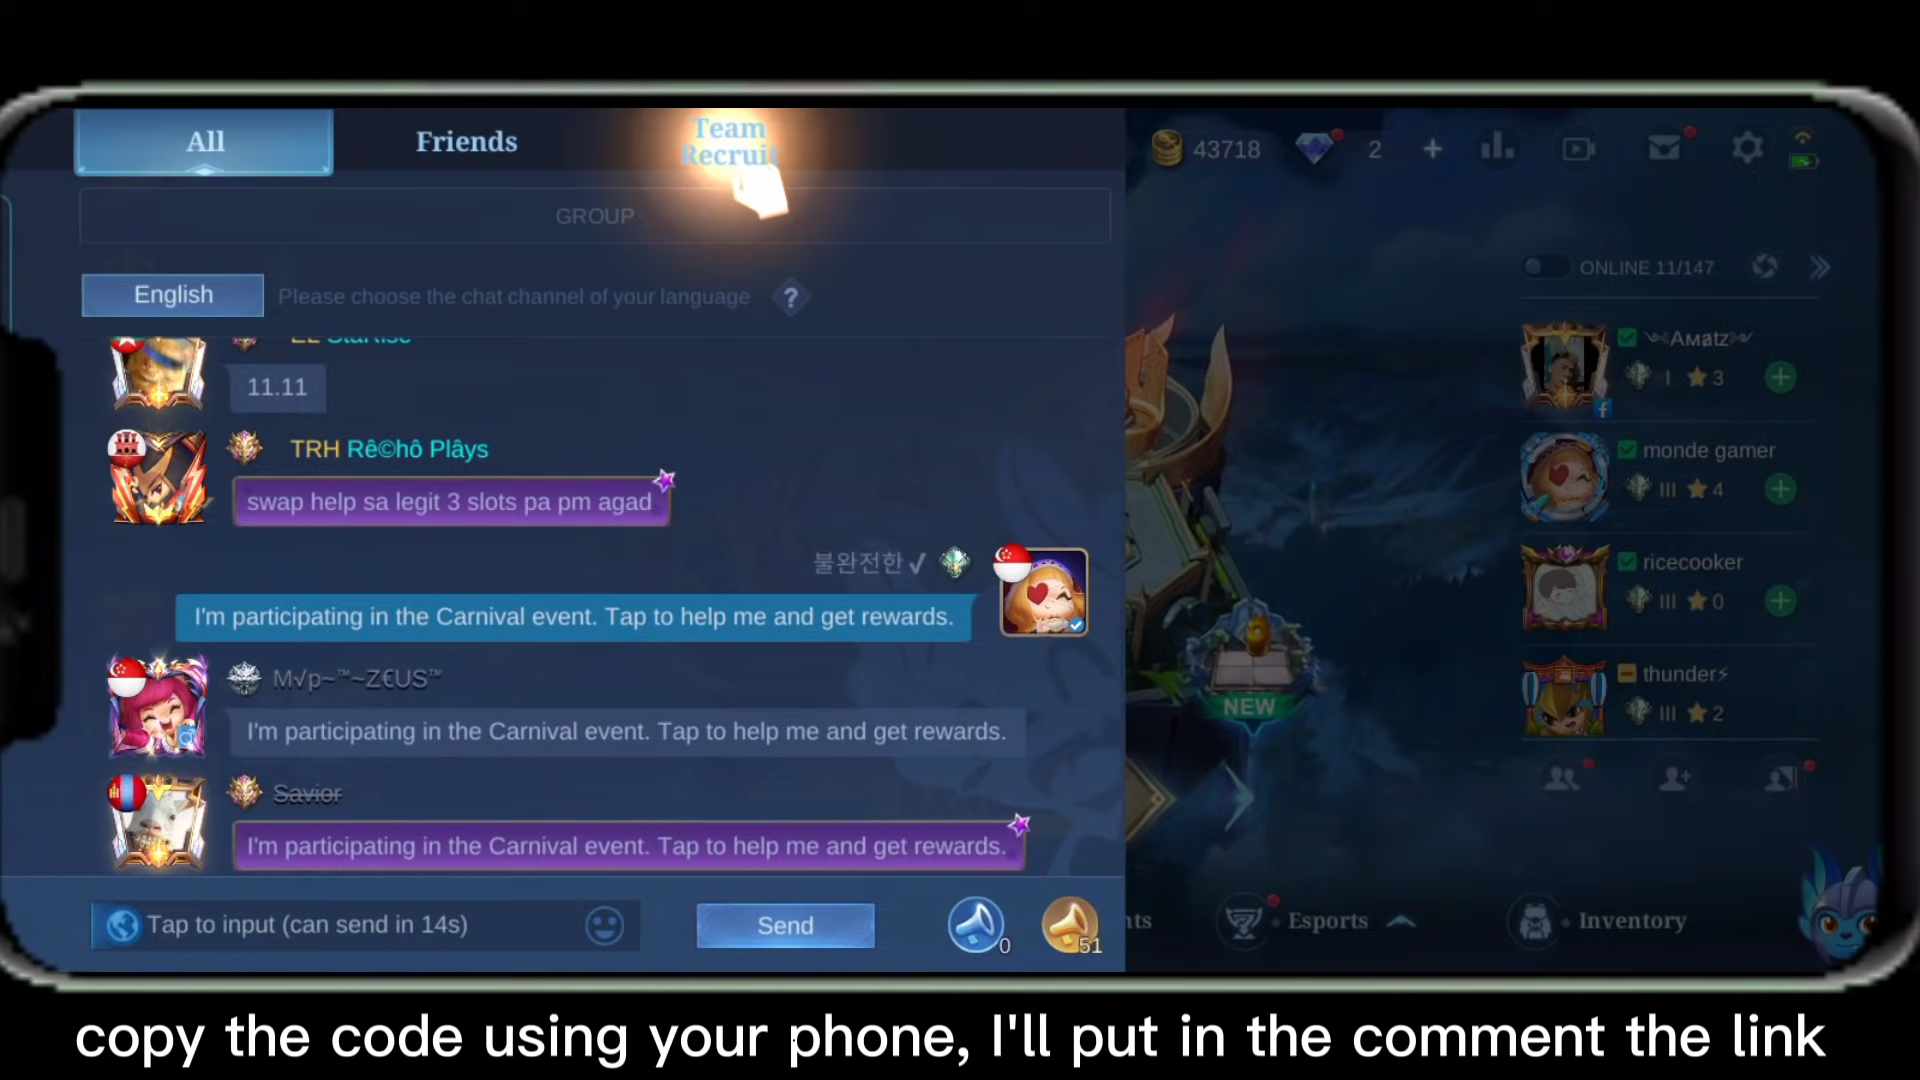 All
Friends
Team
Recruit
43718
2
GROUP
ONLINE 11/147
English
Please choose the chat channel of your language
?
11.11
TRH Rê©hô Plâys
swap help sa legit 3 slots pa pm agad
불완전한✓
I'm participating in the Carnival event. Tap to help me and get rewards.
M√p~™~Z€US™
I'm participating in the Carnival event. Tap to help me and get rewards.
Savior
I'm participating in the Carnival event. Tap to help me and get rewards.
Tap to input (can send in 14s)
Send
0
51
Aмatz
I 3
monde gamer
III 4
ricecooker
III 0
thunder⚡
III 2
NEW
nts
Esports
Inventory
copy the code using your phone, I'll put in the comment the link